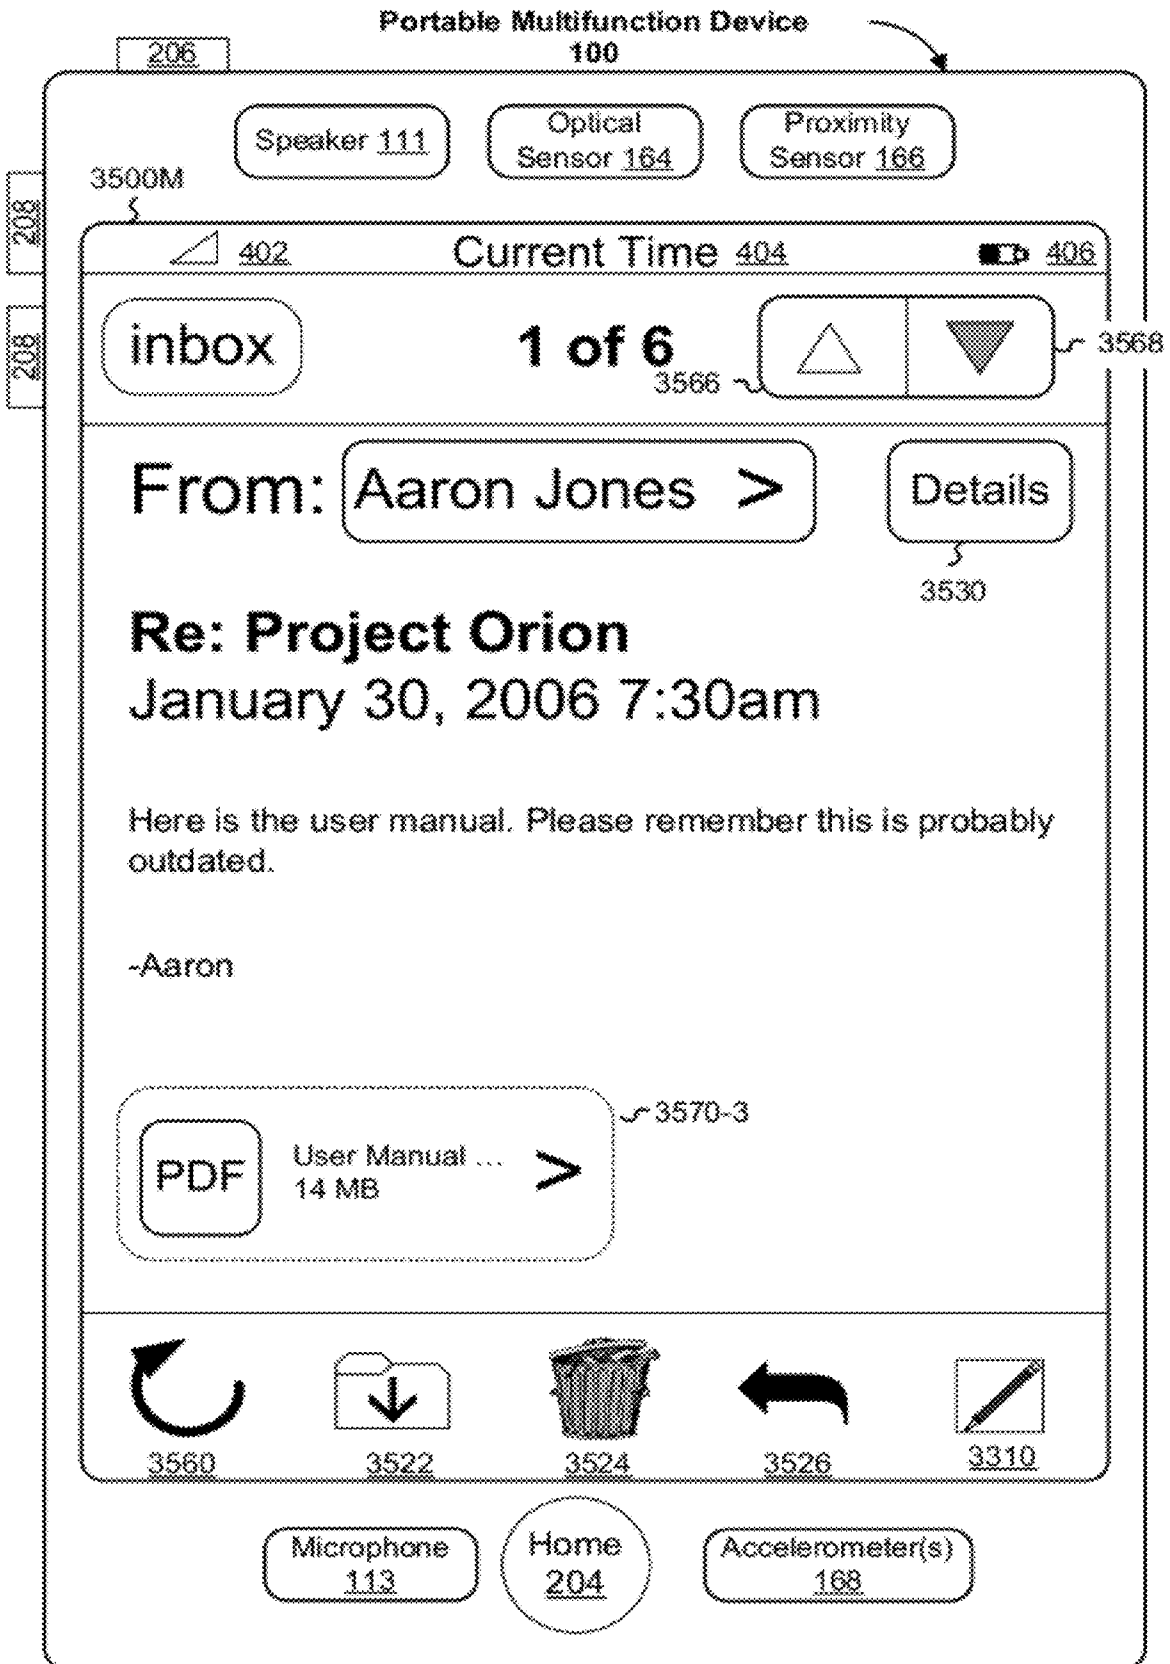 Portable Multifunction Device
100
206
Speaker 111
Optical
Sensor 164
Proximity
Sensor 166
3500M
208
402
Current Time 404
406
208
inbox
1 of 6
3566
3568
From: Aaron Jones >
Details
3530
Re: Project Orion
January 30, 2006 7:30am
Here is the user manual. Please remember this is probably
outdated.
-Aaron
3570-3
PDF
User Manual ...
14 MB
>
3560
3522
3524
3526
3310
Microphone
113
Home
204
Accelerometer(s)
168